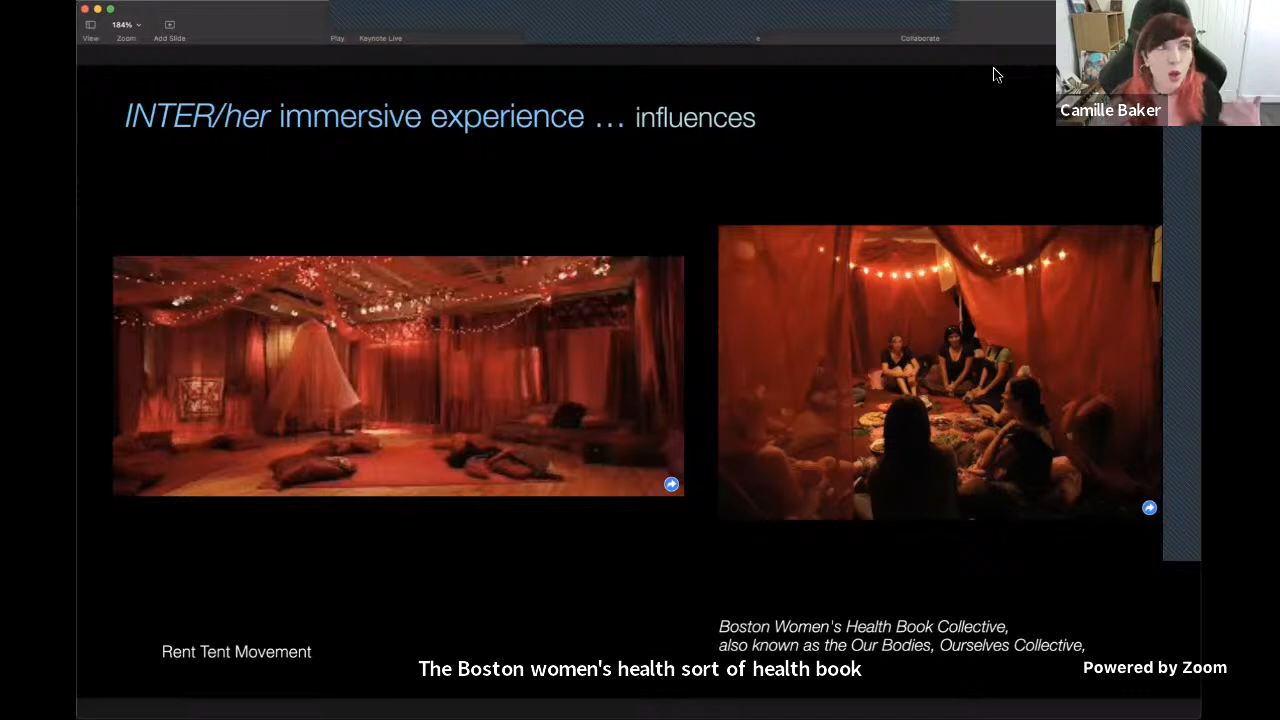 184%
View
Zoom
Add Slide
Play
Keynote Live
e
Collaborate
Camille Baker
INTER/her immersive experience … influences
Rent Tent Movement
Boston Women's Health Book Collective,
also known as the Our Bodies, Ourselves Collective,
The Boston women's health sort of health book
Powered by Zoom